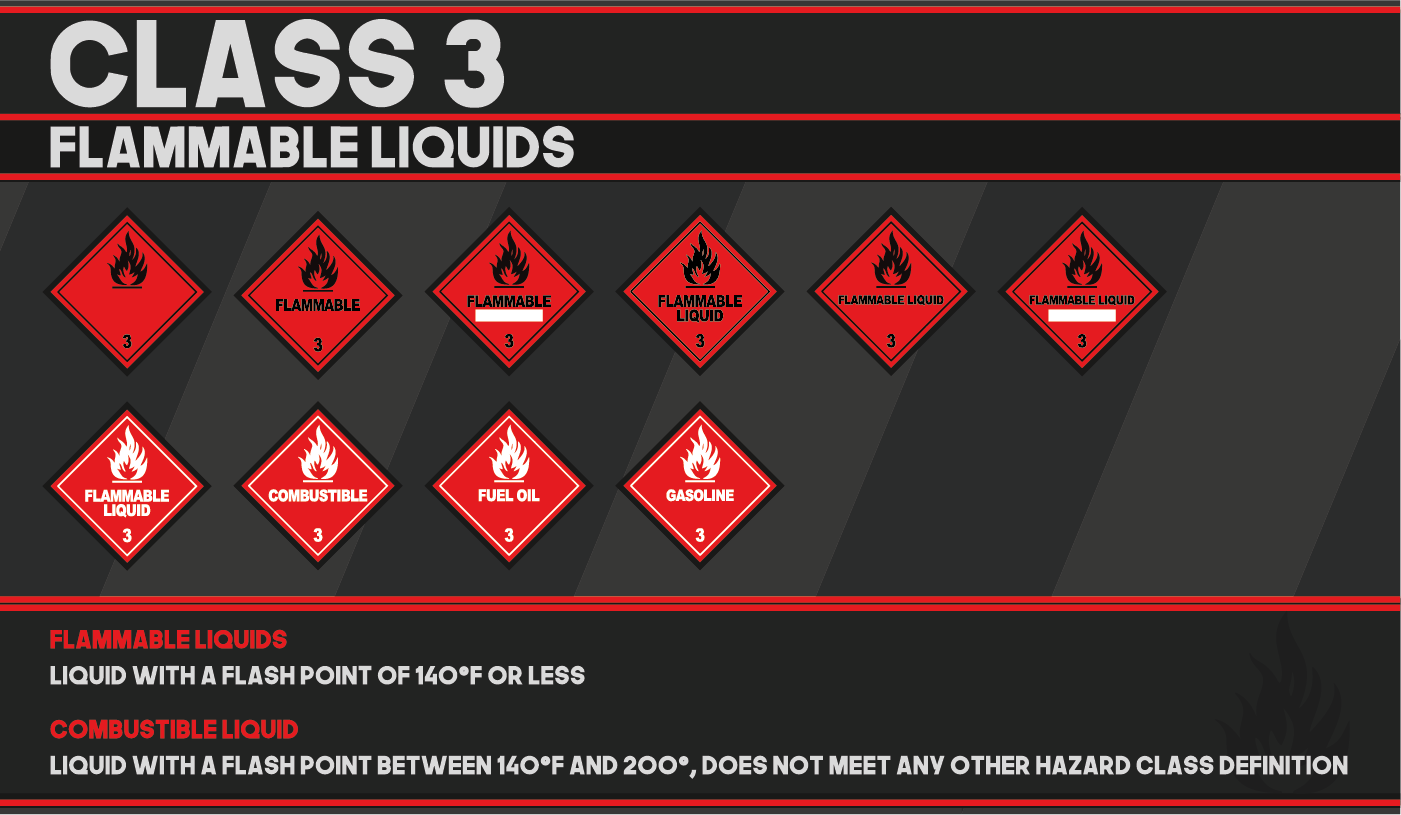 CLASS 3
FLAMMABLE LIQUIDS
3
FLAMMABLE
3
FLAMMABLE
3
FLAMMABLE
LIQUID
3
FLAMMABLE LIQUID
3
FLAMMABLE LIQUID
3
FLAMMABLE
LIQUID
3
COMBUSTIBLE
3
FUEL OIL
3
GASOLINE
3
FLAMMABLE LIQUIDS
LIQUID WITH A FLASH POINT OF 140°F OR LESS
COMBUSTIBLE LIQUID
LIQUID WITH A FLASH POINT BETWEEN 140°F AND 200°, DOES NOT MEET ANY OTHER HAZARD CLASS DEFINITION